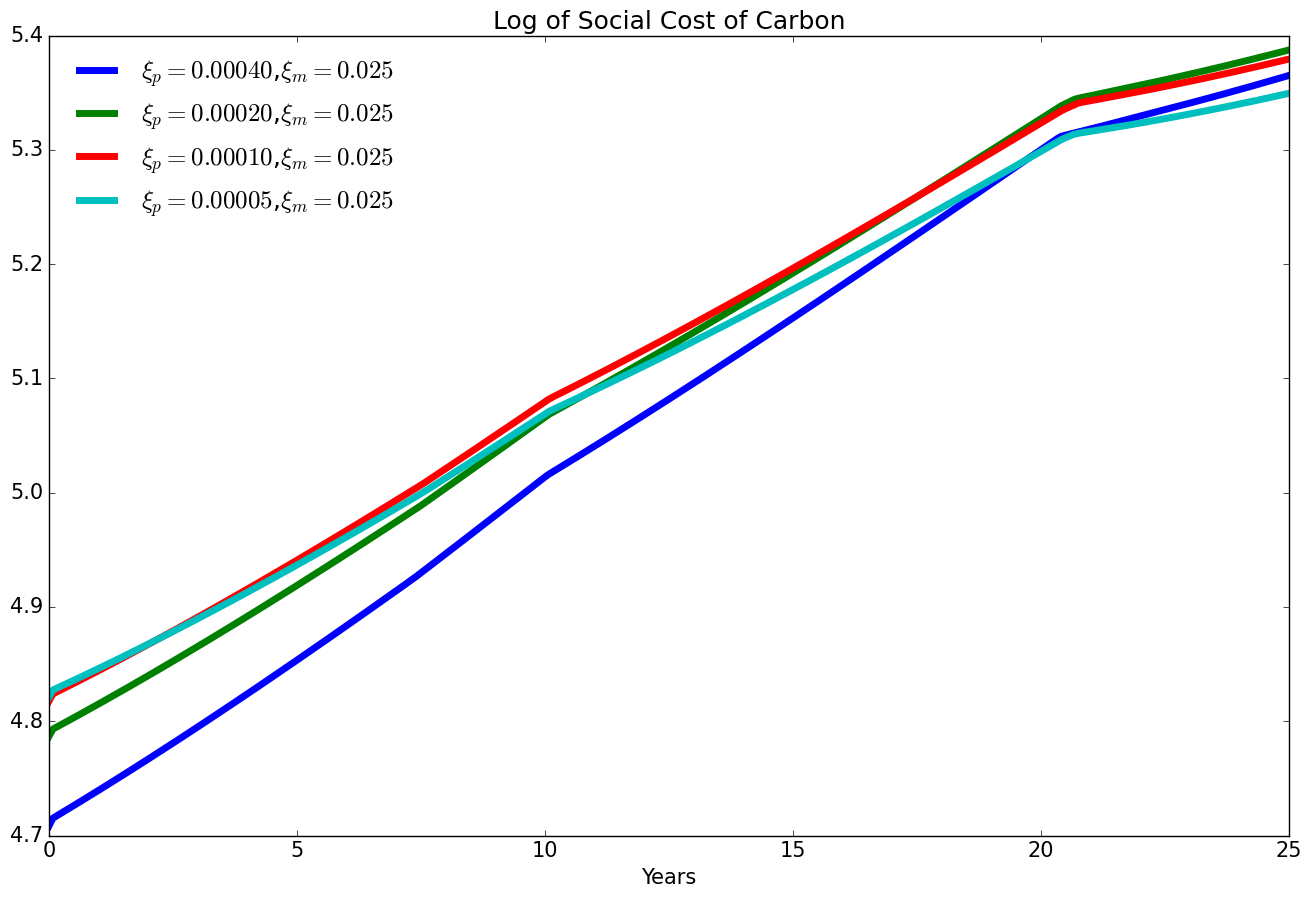 Log of Social Cost of Carbon
5.4
5.3
5.2
5.1
5.0
4.9
4.8
4.7
ξp = 0.00040,ξm = 0.025
ξp = 0.00020,ξm = 0.025
ξp = 0.00010,ξm = 0.025
ξp = 0.00005,ξm = 0.025
0 5 10 15 20 25
Years